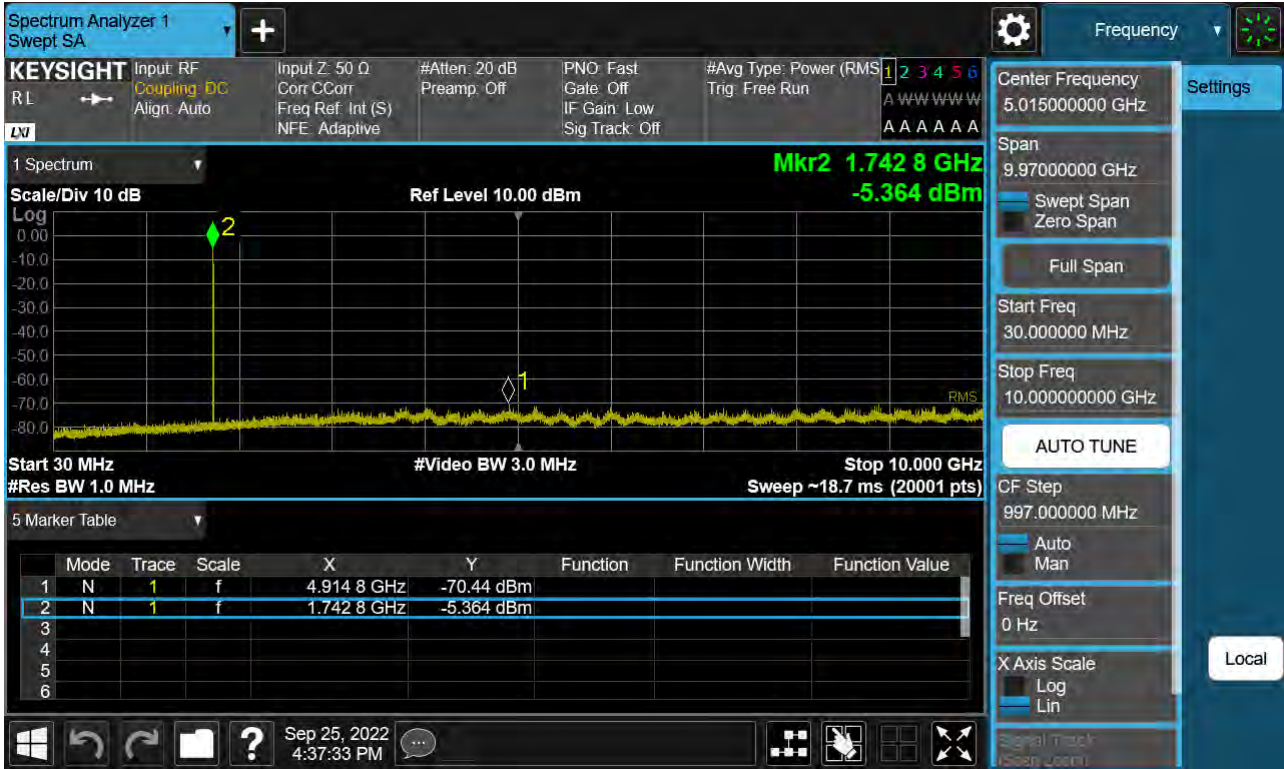 Spectrum Analyzer 1
Swept SA
Frequency
KEYSIGHT
RL
LXI
Input: RF
Coupling: DC
Align: Auto
Input Z: 50 Ω
Corr CCorr
Freq Ref: Int (S)
NFE: Adaptive
#Atten: 20 dB
Preamp: Off
PNO: Fast
Gate: Off
IF Gain: Low
Sig Track: Off
#Avg Type: Power (RMS
Trig: Free Run
1 2 3 4 5 6
A W W W W W
A A A A A A
1 Spectrum
Mkr2 1.742 8 GHz
-5.364 dBm
Scale/Div 10 dB
Ref Level 10.00 dBm
Log
0.00
-10.0
-20.0
-30.0
-40.0
-50.0
-60.0
-70.0
-80.0
2
1
RMS
Start 30 MHz
#Video BW 3.0 MHz
Stop 10.000 GHz
#Res BW 1.0 MHz
Sweep ~18.7 ms (20001 pts)
5 Marker Table
Mode Trace Scale X Y Function Function Width Function Value
1 N 1 f 4.914 8 GHz -70.44 dBm
2 N 1 f 1.742 8 GHz -5.364 dBm
3
4
5
6
Sep 25, 2022
4:37:33 PM
Center Frequency
5.015000000 GHz
Span
9.97000000 GHz
Swept Span
Zero Span
Full Span
Start Freq
30.000000 MHz
Stop Freq
10.000000000 GHz
AUTO TUNE
CF Step
997.000000 MHz
Auto
Man
Freq Offset
0 Hz
X Axis Scale
Log
Lin
Signal Track
(Span Zoom)
Settings
Local